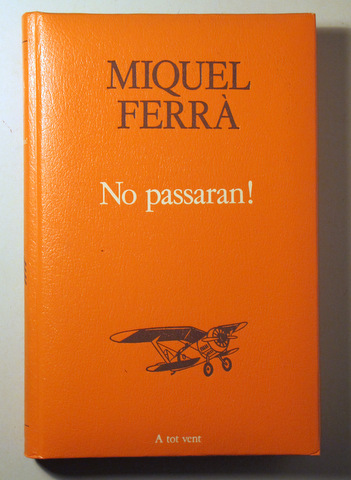 MIQUEL
FERRÀ
No passaran!
A tot vent